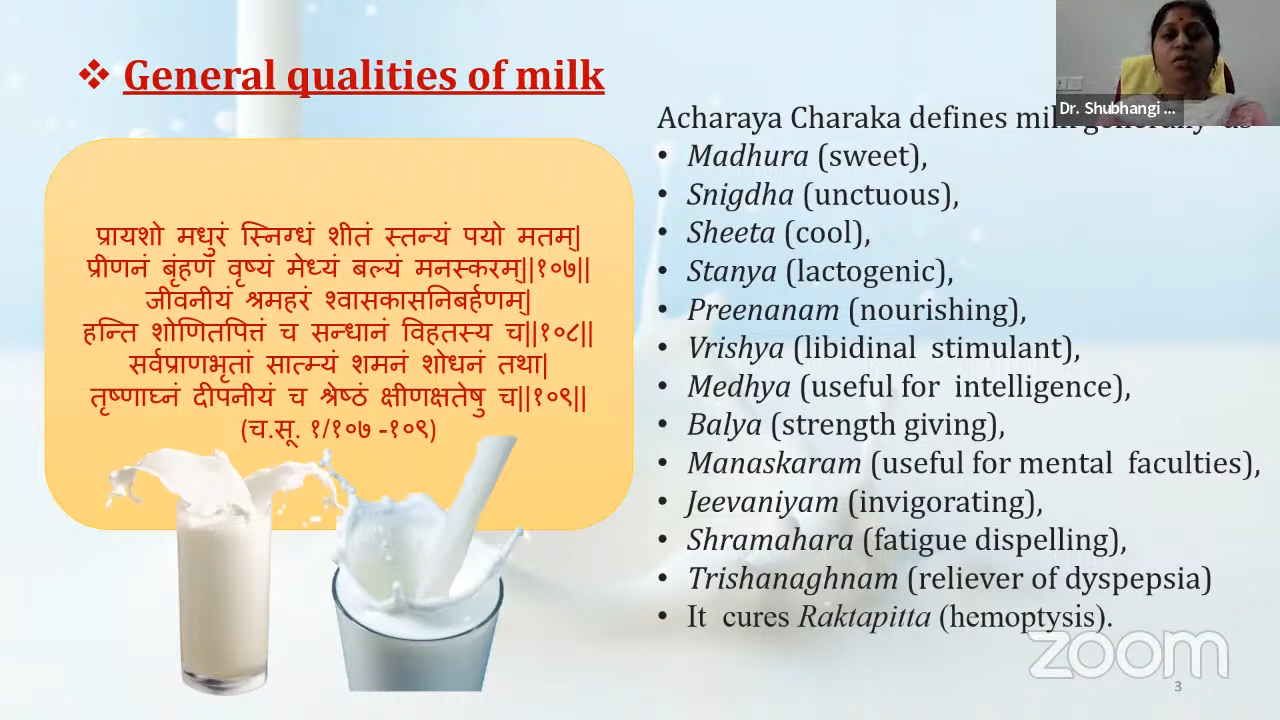 ❖ General qualities of milk
प्रायशो मधुरं स्निग्धं शीतं स्तन्यं पयो मतम्|
प्रीणनं बृंहणं वृष्यं मेध्यं बल्यं मनस्करम्||१०७||
जीवनीयं श्रमहरं श्वासकासनिबर्हणम्|
हन्ति शोणितपित्तं च सन्धानं विहतस्य च||१०८||
सर्वप्राणभृतां सात्म्यं शमनं शोधनं तथा|
तृष्णाघ्नं दीपनीयं च श्रेष्ठं क्षीणक्षतेषु च||१०९||
(च.सू. १/१०७ -१०९)
Dr. Shubhangi ...
Acharaya Charaka defines milk generally as
• Madhura (sweet),
• Snigdha (unctuous),
• Sheeta (cool),
• Stanya (lactogenic),
• Preenanam (nourishing),
• Vrishya (libidinal stimulant),
• Medhya (useful for intelligence),
• Balya (strength giving),
• Manaskaram (useful for mental faculties),
• Jeevaniyam (invigorating),
• Shramahara (fatigue dispelling),
• Trishanaghnam (reliever of dyspepsia)
• It cures Raktapitta (hemoptysis).
zoom
3